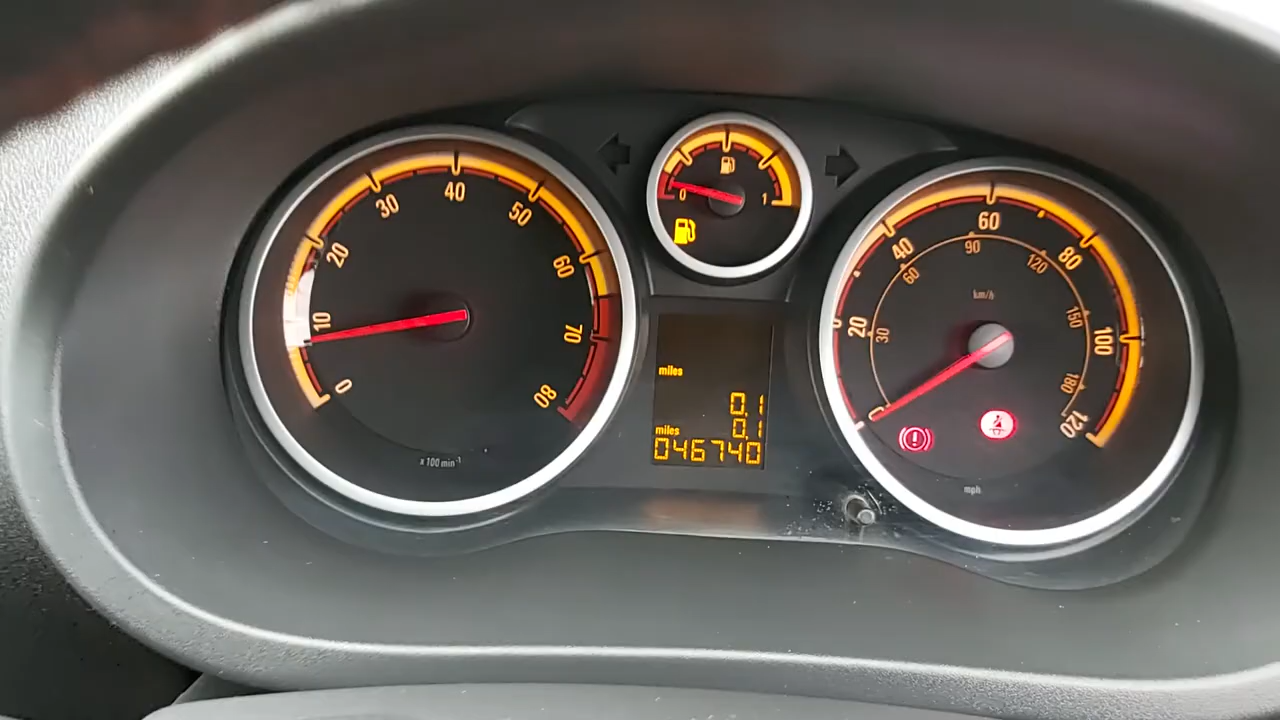 0 10 20 30 40 50 60 70 80
x 100 min⁻¹
0 1
miles
0.1
miles 0.1
046740
0 20 40 60 80 100 120
30 60 90 120 150 180
km/h
mph